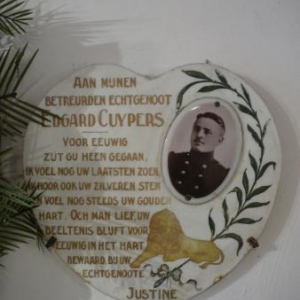 AAN MIJNEN
BETREURDEN ECHTGENOOT
EDGARD CUYPERS
VOOR EEUWIG
ZIJT GIJ HEEN GEGAAN,
IK VOEL NOG UW LAATSTEN ZOEN.
IK HOOR OOK UW ZILVEREN STEM
IK VOEL NOG STEEDS UW GOUDEN
HART. OCH MAN LIEF, UW
BEELTENIS BLIJFT VOOR
EEUWIG IN HET HART
BEWAARD BIJ UW
ECHTGENOOTE
JUSTINE